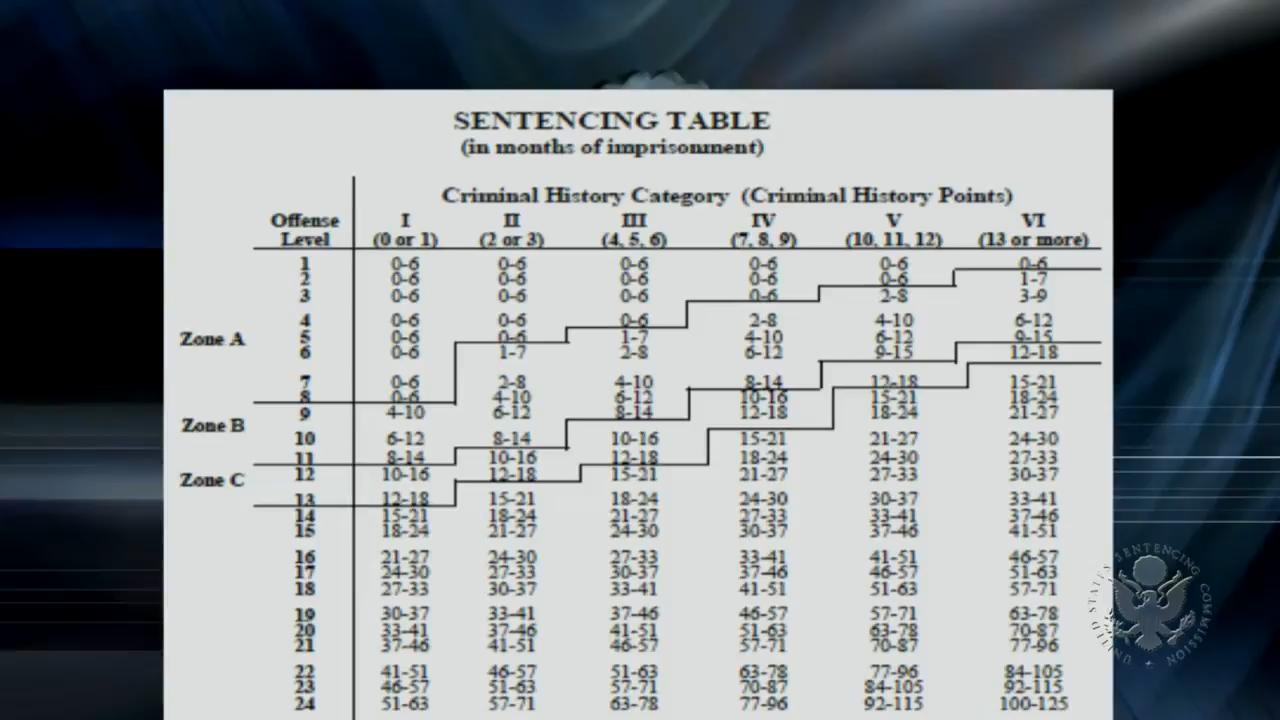 SENTENCING TABLE
(in months of imprisonment)
Criminal History Category (Criminal History Points)
Offense I II III IV V VI
Level (0 or 1) (2 or 3) (4, 5, 6) (7, 8, 9) (10, 11, 12) (13 or more)
1 0-6 0-6 0-6 0-6 0-6 0-6
2 0-6 0-6 0-6 0-6 0-6 1-7
3 0-6 0-6 0-6 0-6 2-8 3-9
4 0-6 0-6 0-6 2-8 4-10 6-12
Zone A 5 0-6 0-6 1-7 4-10 6-12 9-15
6 0-6 1-7 2-8 6-12 9-15 12-18
7 0-6 2-8 4-10 8-14 12-18 15-21
8 0-6 4-10 6-12 10-16 15-21 18-24
9 4-10 6-12 8-14 12-18 18-24 21-27
Zone B
10 6-12 8-14 10-16 15-21 21-27 24-30
11 8-14 10-16 12-18 18-24 24-30 27-33
Zone C 12 10-16 12-18 15-21 21-27 27-33 30-37
13 12-18 15-21 18-24 24-30 30-37 33-41
14 15-21 18-24 21-27 27-33 33-41 37-46
15 18-24 21-27 24-30 30-37 37-46 41-51
16 21-27 24-30 27-33 33-41 41-51 46-57
17 24-30 27-33 30-37 37-46 46-57 51-63
18 27-33 30-37 33-41 41-51 51-63 57-71
19 30-37 33-41 37-46 46-57 57-71 63-78
20 33-41 37-46 41-51 51-63 63-78 70-87
21 37-46 41-51 46-57 57-71 70-87 77-96
22 41-51 46-57 51-63 63-78 77-96 84-105
23 46-57 51-63 57-71 70-87 84-105 92-115
24 51-63 57-71 63-78 77-96 92-115 100-125
UNITED STATES SENTENCING COMMISSION